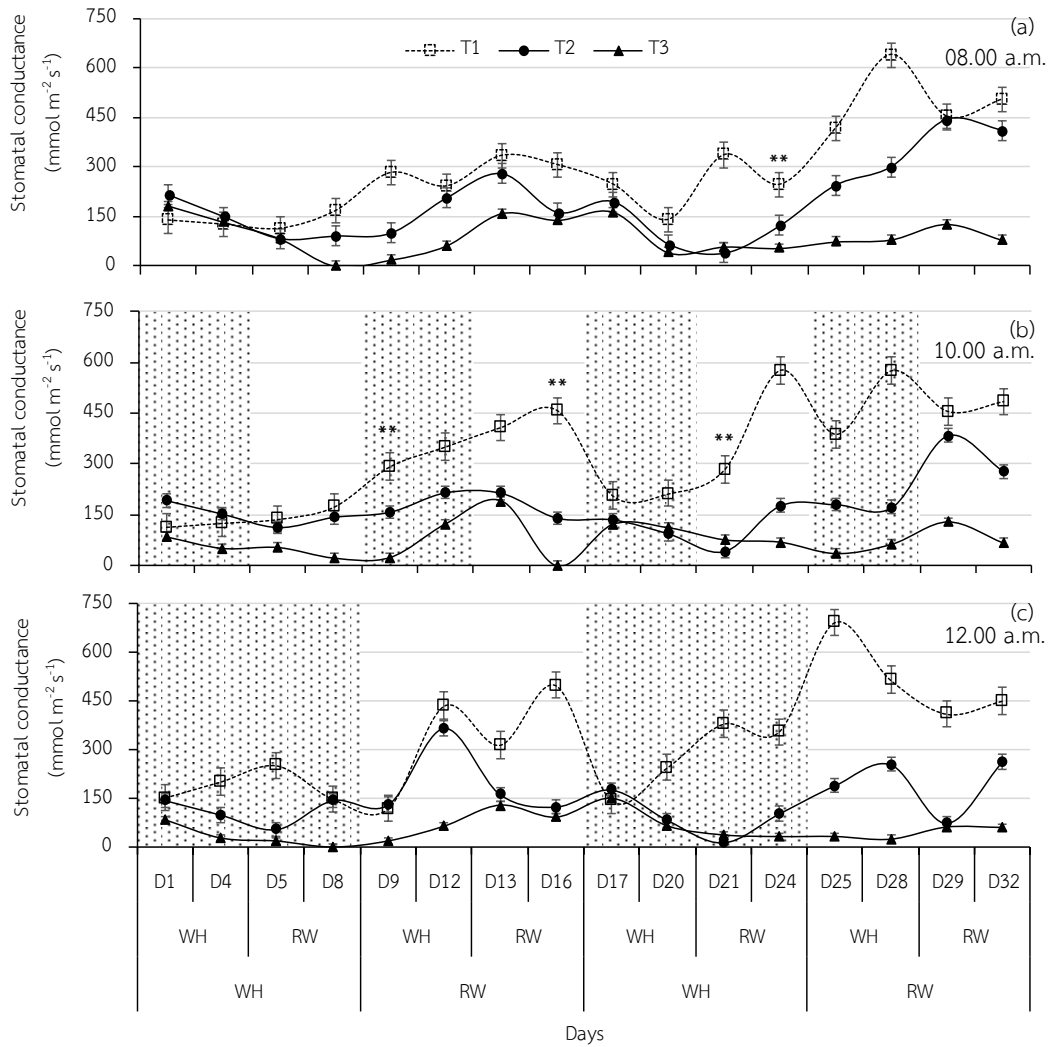 Stomatal conductance
(mmol m⁻² s⁻¹)
750
600
450
300
150
0
T1 T2 T3
(a)
08.00 a.m.
**
Stomatal conductance
(mmol m⁻² s⁻¹)
750
600
450
300
150
0
(b)
10.00 a.m.
**
**
**
Stomatal conductance
(mmol m⁻² s⁻¹)
750
600
450
300
150
0
(c)
12.00 a.m.
D1 D4 D5 D8 D9 D12 D13 D16 D17 D20 D21 D24 D25 D28 D29 D32
WH RW WH RW WH RW WH RW
WH RW WH RW
Days